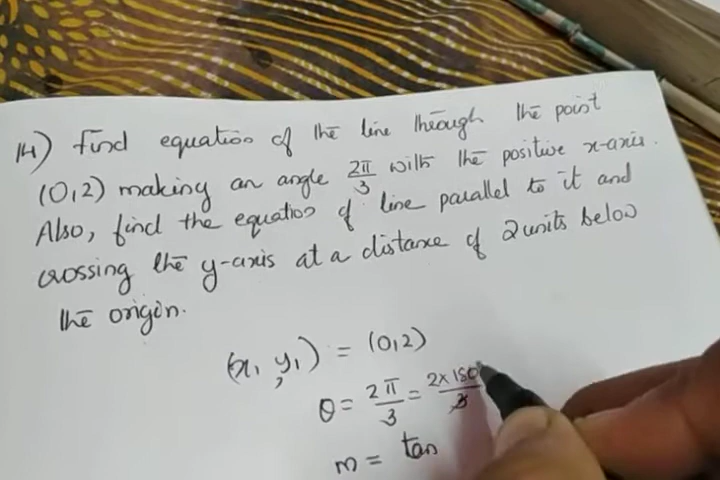 14) Find equation of the line through the point
(0,2) making an angle 2π/3 with the positive x-axis.
Also, find the equation of line parallel to it and
crossing the y-axis at a distance of 2 units below
the origin.
(x₁, y₁) = (0,2)
θ = 2π/3 = 2×180/3
m = tan